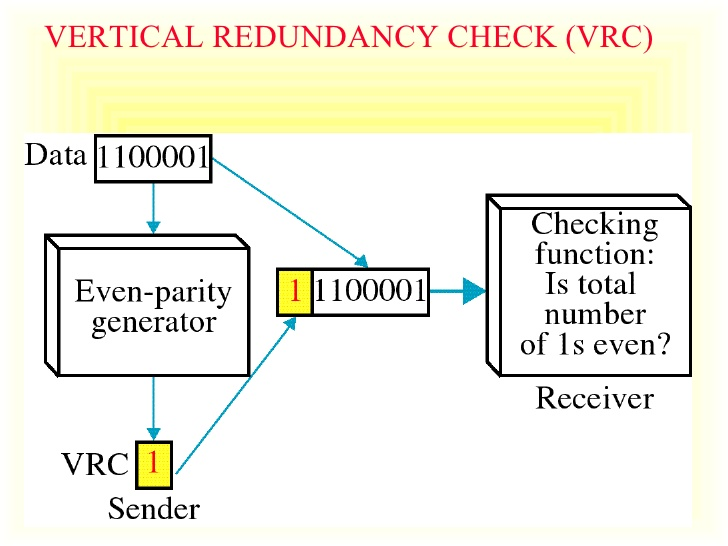 VERTICAL REDUNDANCY CHECK (VRC)
Data 1100001
Even-parity
generator
VRC 1
Sender
1 1100001
Checking
function:
Is total
number
of 1s even?
Receiver